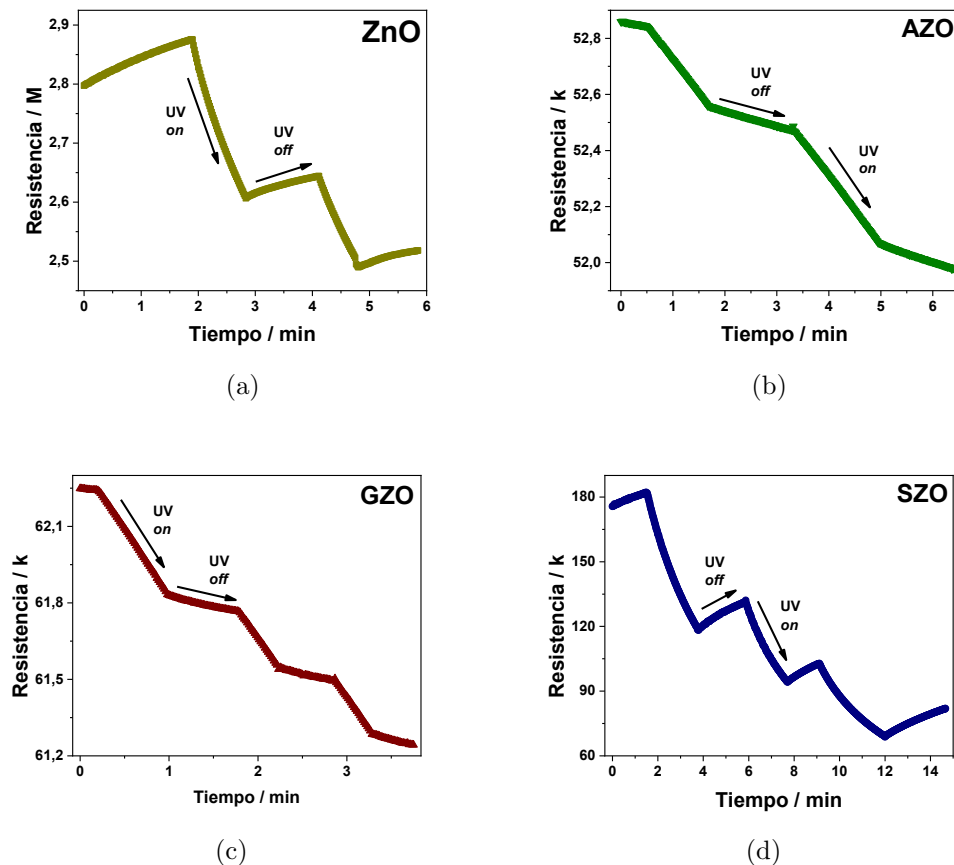 ZnO
2,9
2,8
2,7
2,6
2,5
Resistencia / M
UV
on
UV
off
0 1 2 3 4 5 6
Tiempo / min
(a)
AZO
52,8
52,6
52,4
52,2
52,0
Resistencia / k
UV
off
UV
on
0 1 2 3 4 5 6
Tiempo / min
(b)
GZO
62,1
61,8
61,5
61,2
Resistencia / k
UV
on
UV
off
0 1 2 3
Tiempo / min
(c)
SZO
180
150
120
90
60
Resistencia / k
UV
off
UV
on
0 2 4 6 8 10 12 14
Tiempo / min
(d)